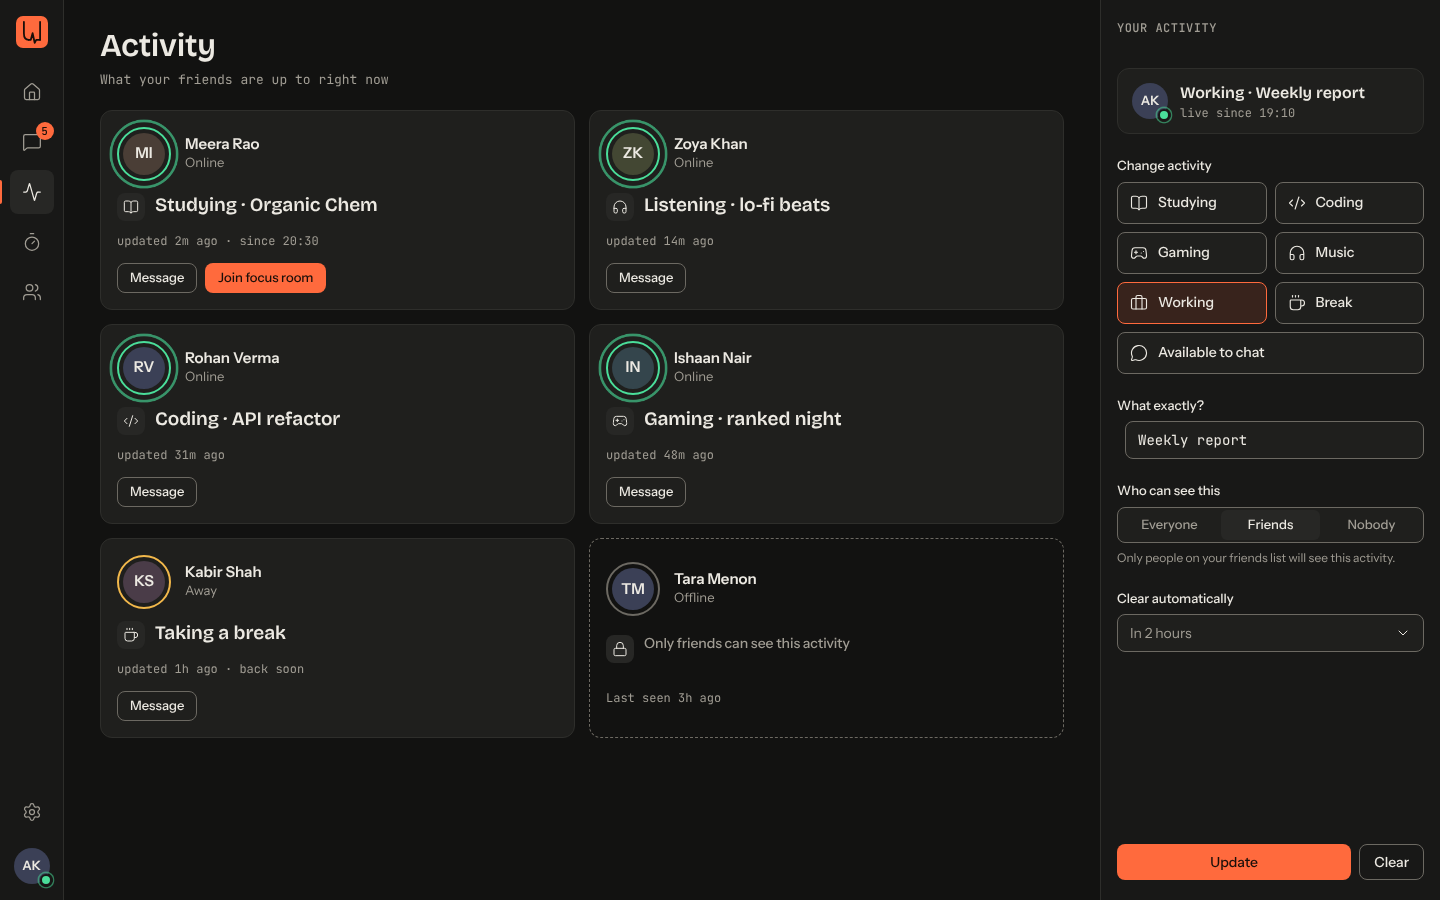 5
AK
Activity
What your friends are up to right now
MI
Meera Rao
Online
Studying · Organic Chem
updated 2m ago · since 20:30
Message
Join focus room
ZK
Zoya Khan
Online
Listening · lo-fi beats
updated 14m ago
Message
RV
Rohan Verma
Online
Coding · API refactor
updated 31m ago
Message
IN
Ishaan Nair
Online
Gaming · ranked night
updated 48m ago
Message
KS
Kabir Shah
Away
Taking a break
updated 1h ago · back soon
Message
TM
Tara Menon
Offline
Only friends can see this activity
Last seen 3h ago
YOUR ACTIVITY
AK
Working · Weekly report
live since 19:10
Change activity
Studying
Coding
Gaming
Music
Working
Break
Available to chat
What exactly?
Weekly report
Who can see this
Everyone
Friends
Nobody
Only people on your friends list will see this activity.
Clear automatically
In 2 hours
Update
Clear